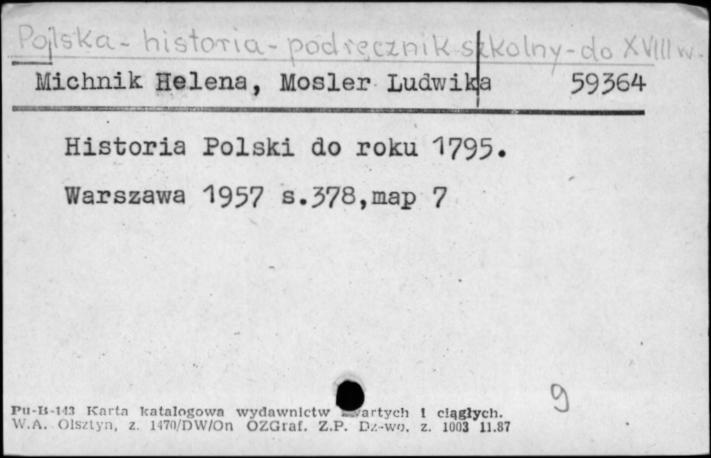 Polska - historia - podręcznik szkolny - do XVIII w.
Michnik Helena, Mosler Ludwika 59364
Historia Polski do roku 1795.
Warszawa 1957 s.378,map 7
9
Pu-B-143 Karta katalogowa wydawnictw zwartych i ciągłych.
W.A. Olsztyn, z. 1470/DW/On OZGraf. Z.P. Dz-wo, z. 1003 11.87